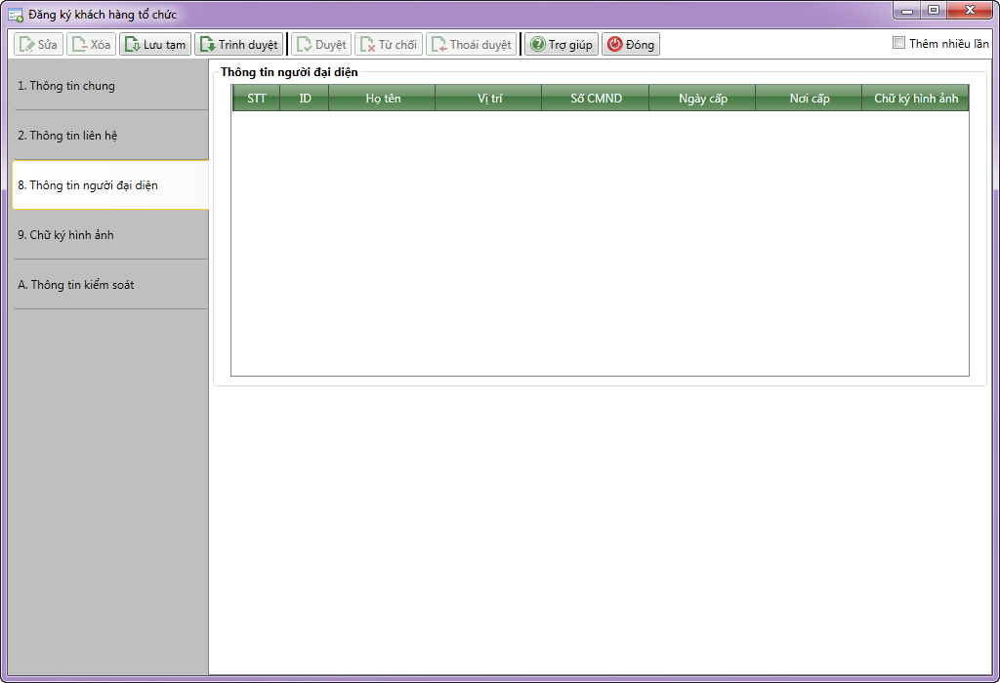 Đăng ký khách hàng tổ chức
Sửa Xóa Lưu tạm Trình duyệt Duyệt Từ chối Thoái duyệt Trợ giúp Đóng Thêm nhiều lần
1. Thông tin chung
2. Thông tin liên hệ
8. Thông tin người đại diện
9. Chữ ký hình ảnh
A. Thông tin kiểm soát
Thông tin người đại diện
STT ID Họ tên Vị trí Số CMND Ngày cấp Nơi cấp Chữ ký hình ảnh